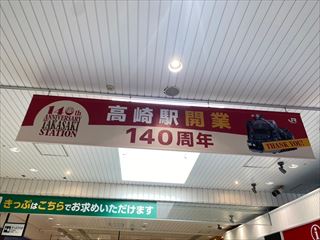 140th
ANNIVERSARY
TAKASAKI
STATION
高崎駅開業
140周年
JR
THANK YOU!
きっぷはこちらでお求めいただけます